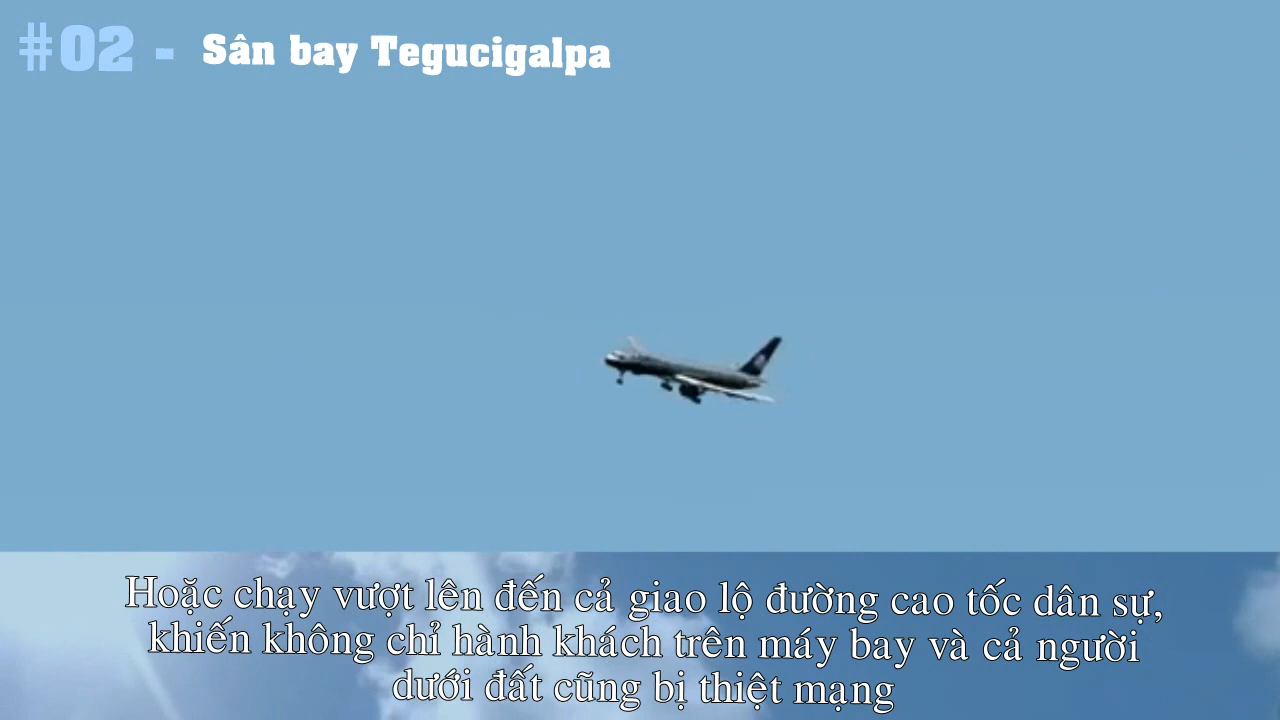 #02 - Sân bay Tegucigalpa
Hoặc chạy vượt lên đến cả giao lộ đường cao tốc dân sự,
khiến không chỉ hành khách trên máy bay và cả người
dưới đất cũng bị thiệt mạng